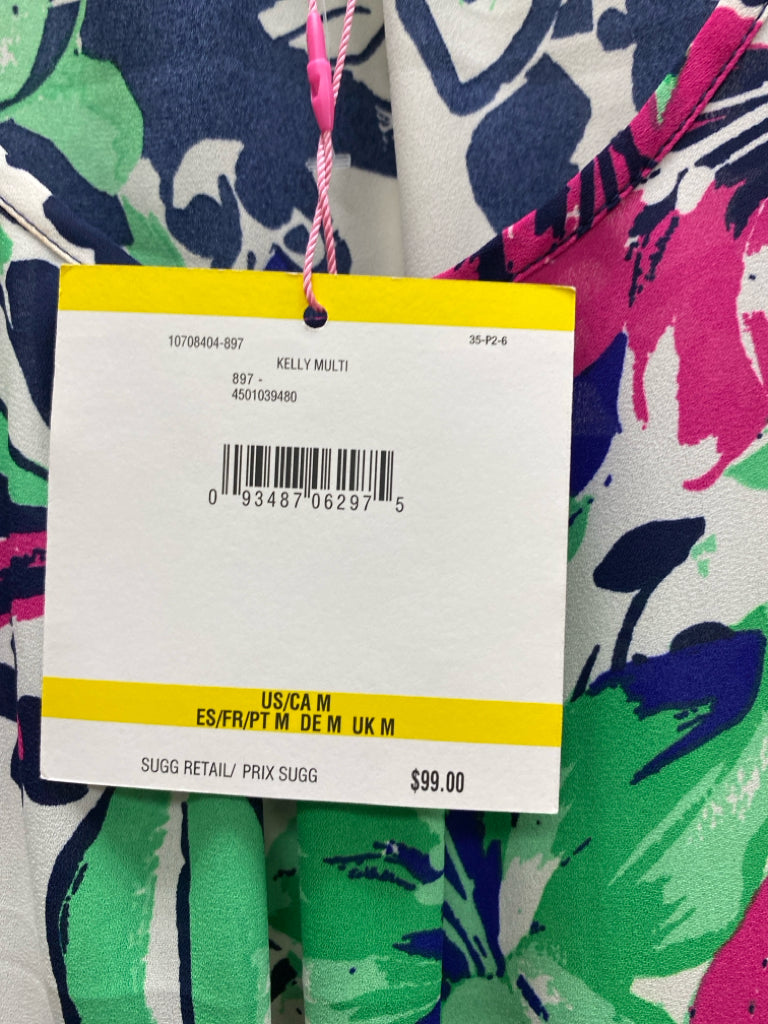 10708404-897 35-P2-6
KELLY MULTI
897 -
4501039480
0 93487 06297 5
US/CA M
ES/FR/PT M DE M UK M
SUGG RETAIL/ PRIX SUGG $99.00